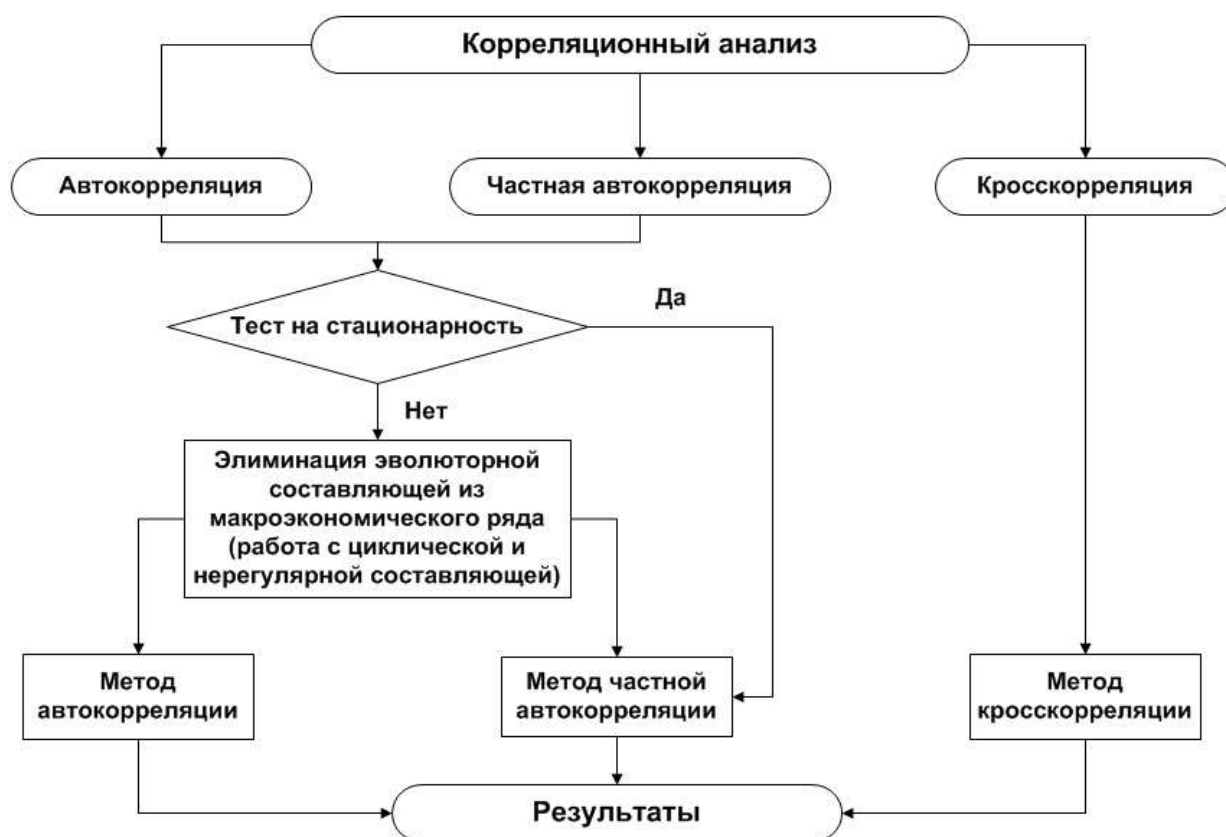 Корреляционный анализ
Автокорреляция
Частная автокорреляция
Кросскорреляция
Тест на стационарность
Да
Нет
Элиминация эволюторной
составляющей из
макроэкономического ряда
(работа с циклической и
нерегулярной составляющей)
Метод
автокорреляции
Метод частной
автокорреляции
Метод
кросскорреляции
Результаты